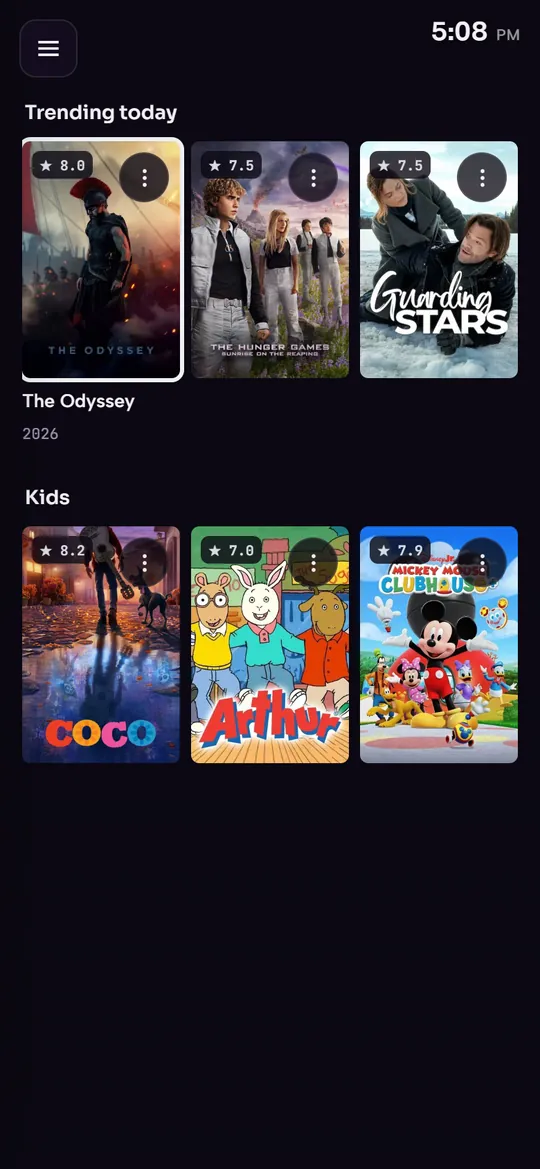 5:08 PM
Trending today
★ 8.0
★ 7.5
★ 7.5
THE ODYSSEY
THE HUNGER GAMES
SUNRISE ON THE REAPING
Guarding
STARS
The Odyssey
2026
Kids
★ 8.2
★ 7.0
★ 7.9
COCO
Arthur
MICKEY MOUSE
CLUBHOUSE